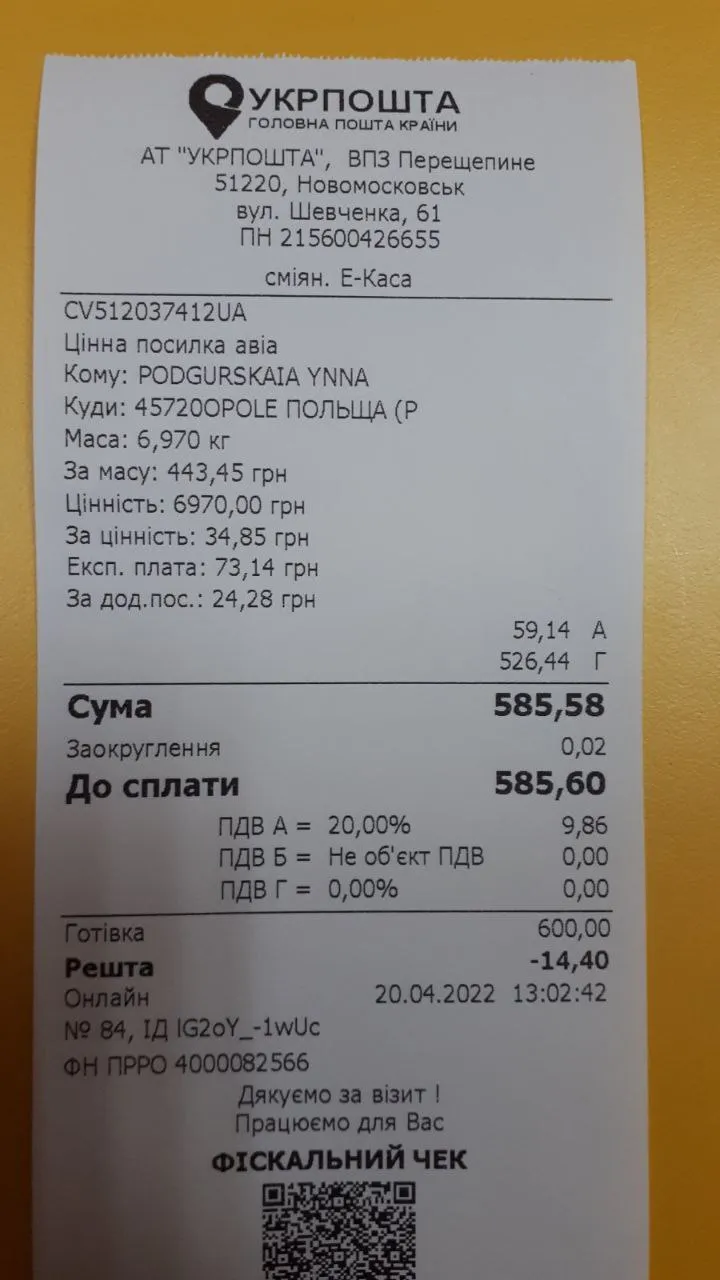 УКРПОШТА
ГОЛОВНА ПОШТА КРАЇНИ
АТ "УКРПОШТА", ВПЗ Перещепине
51220, Новомосковськ
вул. Шевченка, 61
ПН 215600426655
сміян. Е-Каса
CV512037412UA
Цінна посилка авіа
Кому: PODGURSKAIA YNNA
Куди: 45720OPOLE ПОЛЬЩА (Р
Маса: 6,970 кг
За масу: 443,45 грн
Цінність: 6970,00 грн
За цінність: 34,85 грн
Експ. плата: 73,14 грн
За дод.пос.: 24,28 грн
59,14 А
526,44 Г
Сума 585,58
Заокруглення 0,02
До сплати 585,60
ПДВ А = 20,00% 9,86
ПДВ Б = Не об'єкт ПДВ 0,00
ПДВ Г = 0,00% 0,00
Готівка 600,00
Решта -14,40
Онлайн 20.04.2022 13:02:42
№ 84, ІД lG2oY_-1wUc
ФН ПРРО 4000082566
Дякуємо за візит !
Працюємо для Вас
ФІСКАЛЬНИЙ ЧЕК